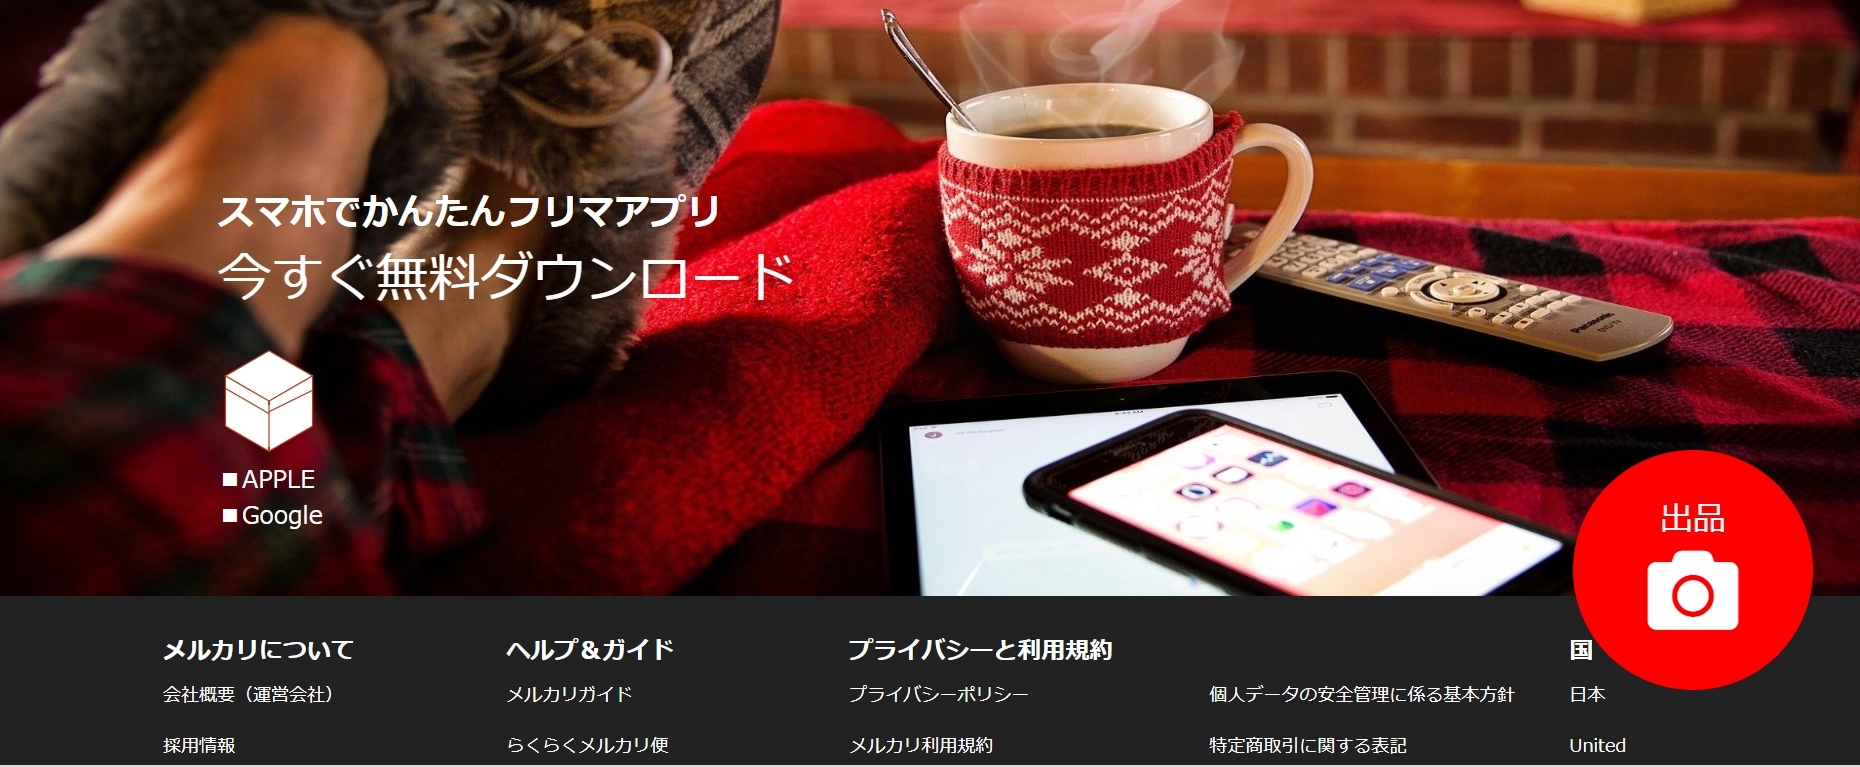 スマホでかんたんフリマアプリ
今すぐ無料ダウンロード
■APPLE
■Google
Panasonic
出品
メルカリについて
ヘルプ＆ガイド
プライバシーと利用規約
国
会社概要（運営会社）
メルカリガイド
プライバシーポリシー
個人データの安全管理に係る基本方針
日本
採用情報
らくらくメルカリ便
メルカリ利用規約
特定商取引に関する表記
United